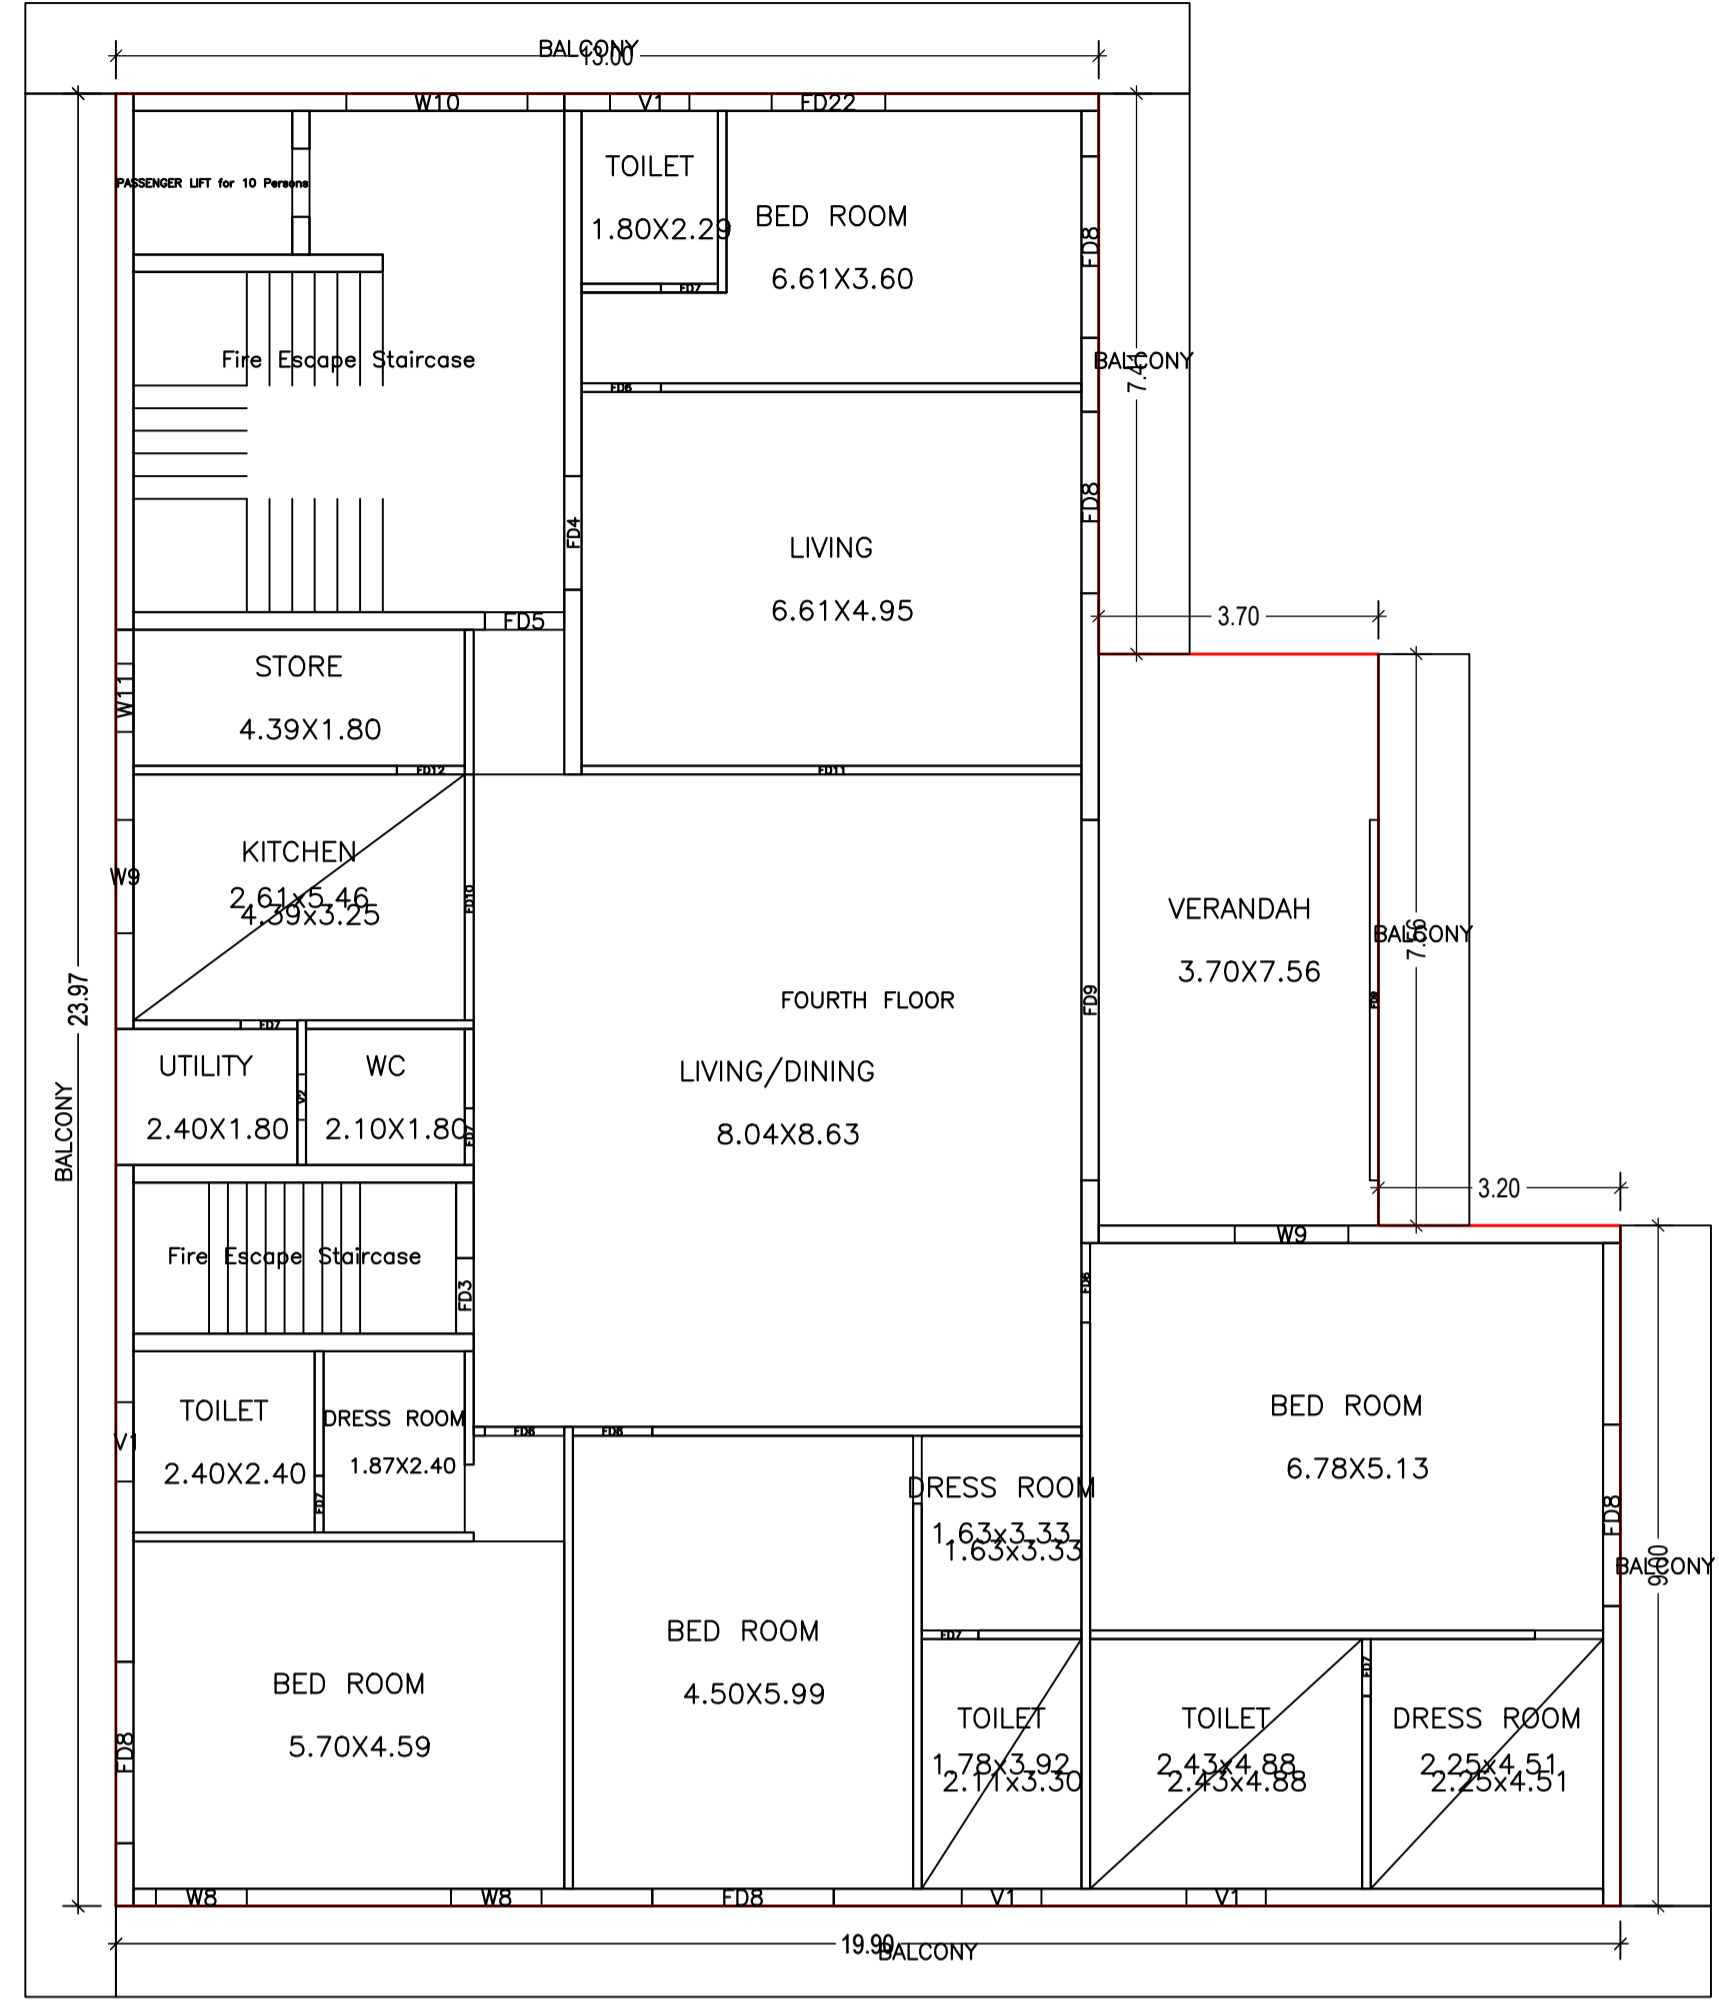 BALCONY
13.00
W10
V1
FD22
PASSENGER LIFT for 10 Persons
TOILET
1.80X2.29
FD7
BED ROOM
6.61X3.60
FD8
Fire Escape Staircase
FD6
BALCONY
7.41
FD8
FD4
LIVING
6.61X4.95
FD5
3.70
STORE
4.39X1.80
W11
FD12
FD11
KITCHEN
2.61x5.46
4.39x3.25
W9
FD10
VERANDAH
3.70X7.56
BALCONY
7.56
FD9
FD9
23.97
BALCONY
FOURTH FLOOR
LIVING/DINING
8.04X8.63
FD7
UTILITY
2.40X1.80
V2
WC
2.10X1.80
FD7
3.20
Fire Escape Staircase
FD3
W9
FD6
TOILET
2.40X2.40
V1
FD7
DRESS ROOM
1.87X2.40
FD6
FD6
BED ROOM
6.78X5.13
FD8
BALCONY
9.00
DRESS ROOM
1.63x3.33
1.63x3.33
FD7
BED ROOM
5.70X4.59
FD8
BED ROOM
4.50X5.99
TOILET
1.78x3.92
2.11x3.30
TOILET
2.43x4.88
2.43x4.88
FD7
DRESS ROOM
2.25x4.51
2.25x4.51
W8
W8
FD8
V1
V1
19.90
BALCONY